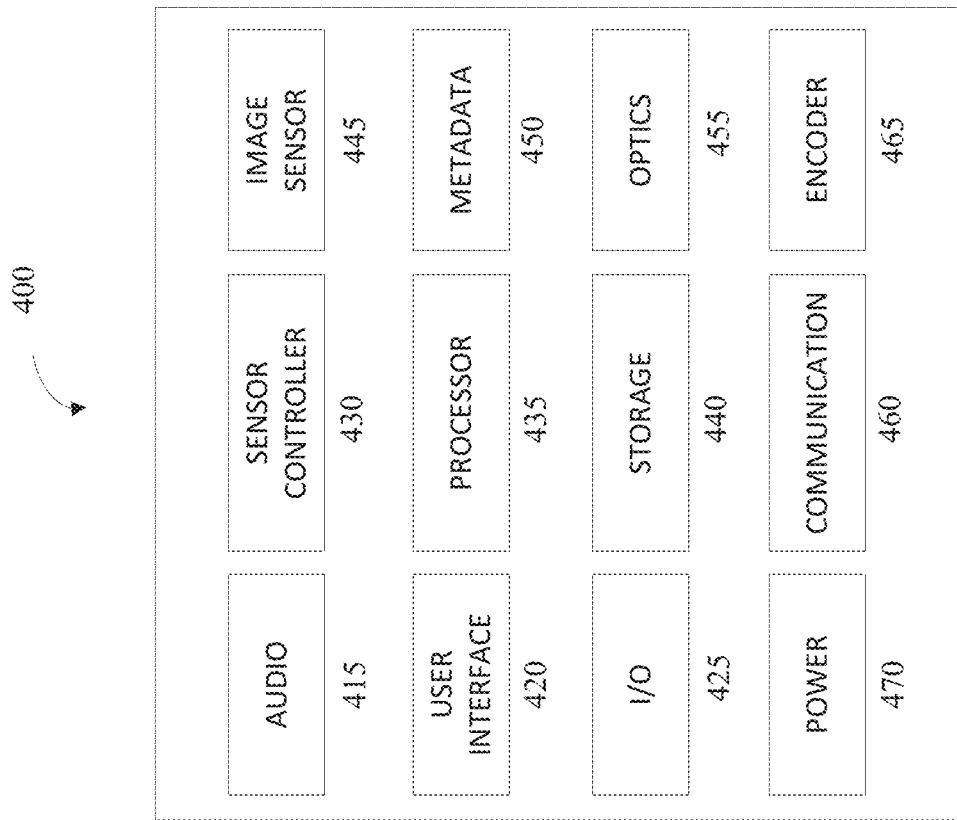 400
AUDIO
415
SENSOR
CONTROLLER
430
IMAGE
SENSOR
445
USER
INTERFACE
420
PROCESSOR
435
METADATA
450
I/O
425
STORAGE
440
OPTICS
455
POWER
470
COMMUNICATION
460
ENCODER
465